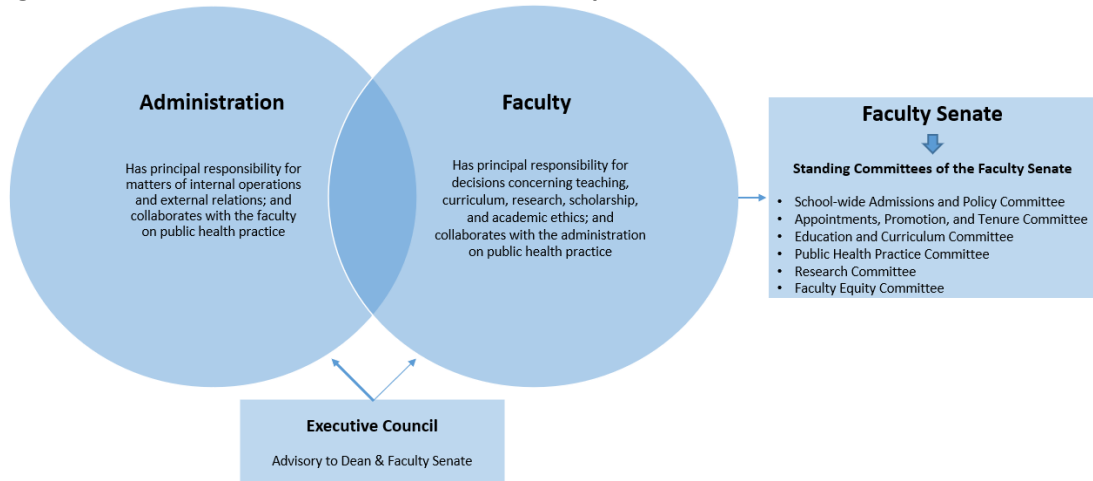 Administration
Has principal responsibility for
matters of internal operations
and external relations; and
collaborates with the faculty
on public health practice
Faculty
Has principal responsibility for
decisions concerning teaching,
curriculum, research, scholarship,
and academic ethics; and
collaborates with the administration
on public health practice
Faculty Senate
Standing Committees of the Faculty Senate
• School-wide Admissions and Policy Committee
• Appointments, Promotion, and Tenure Committee
• Education and Curriculum Committee
• Public Health Practice Committee
• Research Committee
• Faculty Equity Committee
Executive Council
Advisory to Dean & Faculty Senate